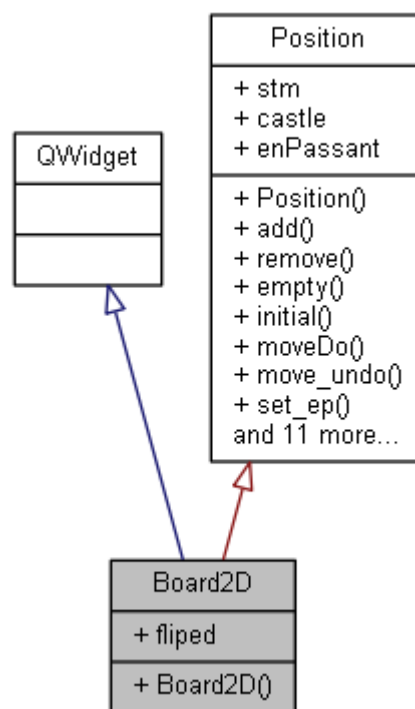 Position
+ stm
+ castle
+ enPassant
+ Position()
+ add()
+ remove()
+ empty()
+ initial()
+ moveDo()
+ move_undo()
+ set_ep()
and 11 more...
QWidget
Board2D
+ fliped
+ Board2D()